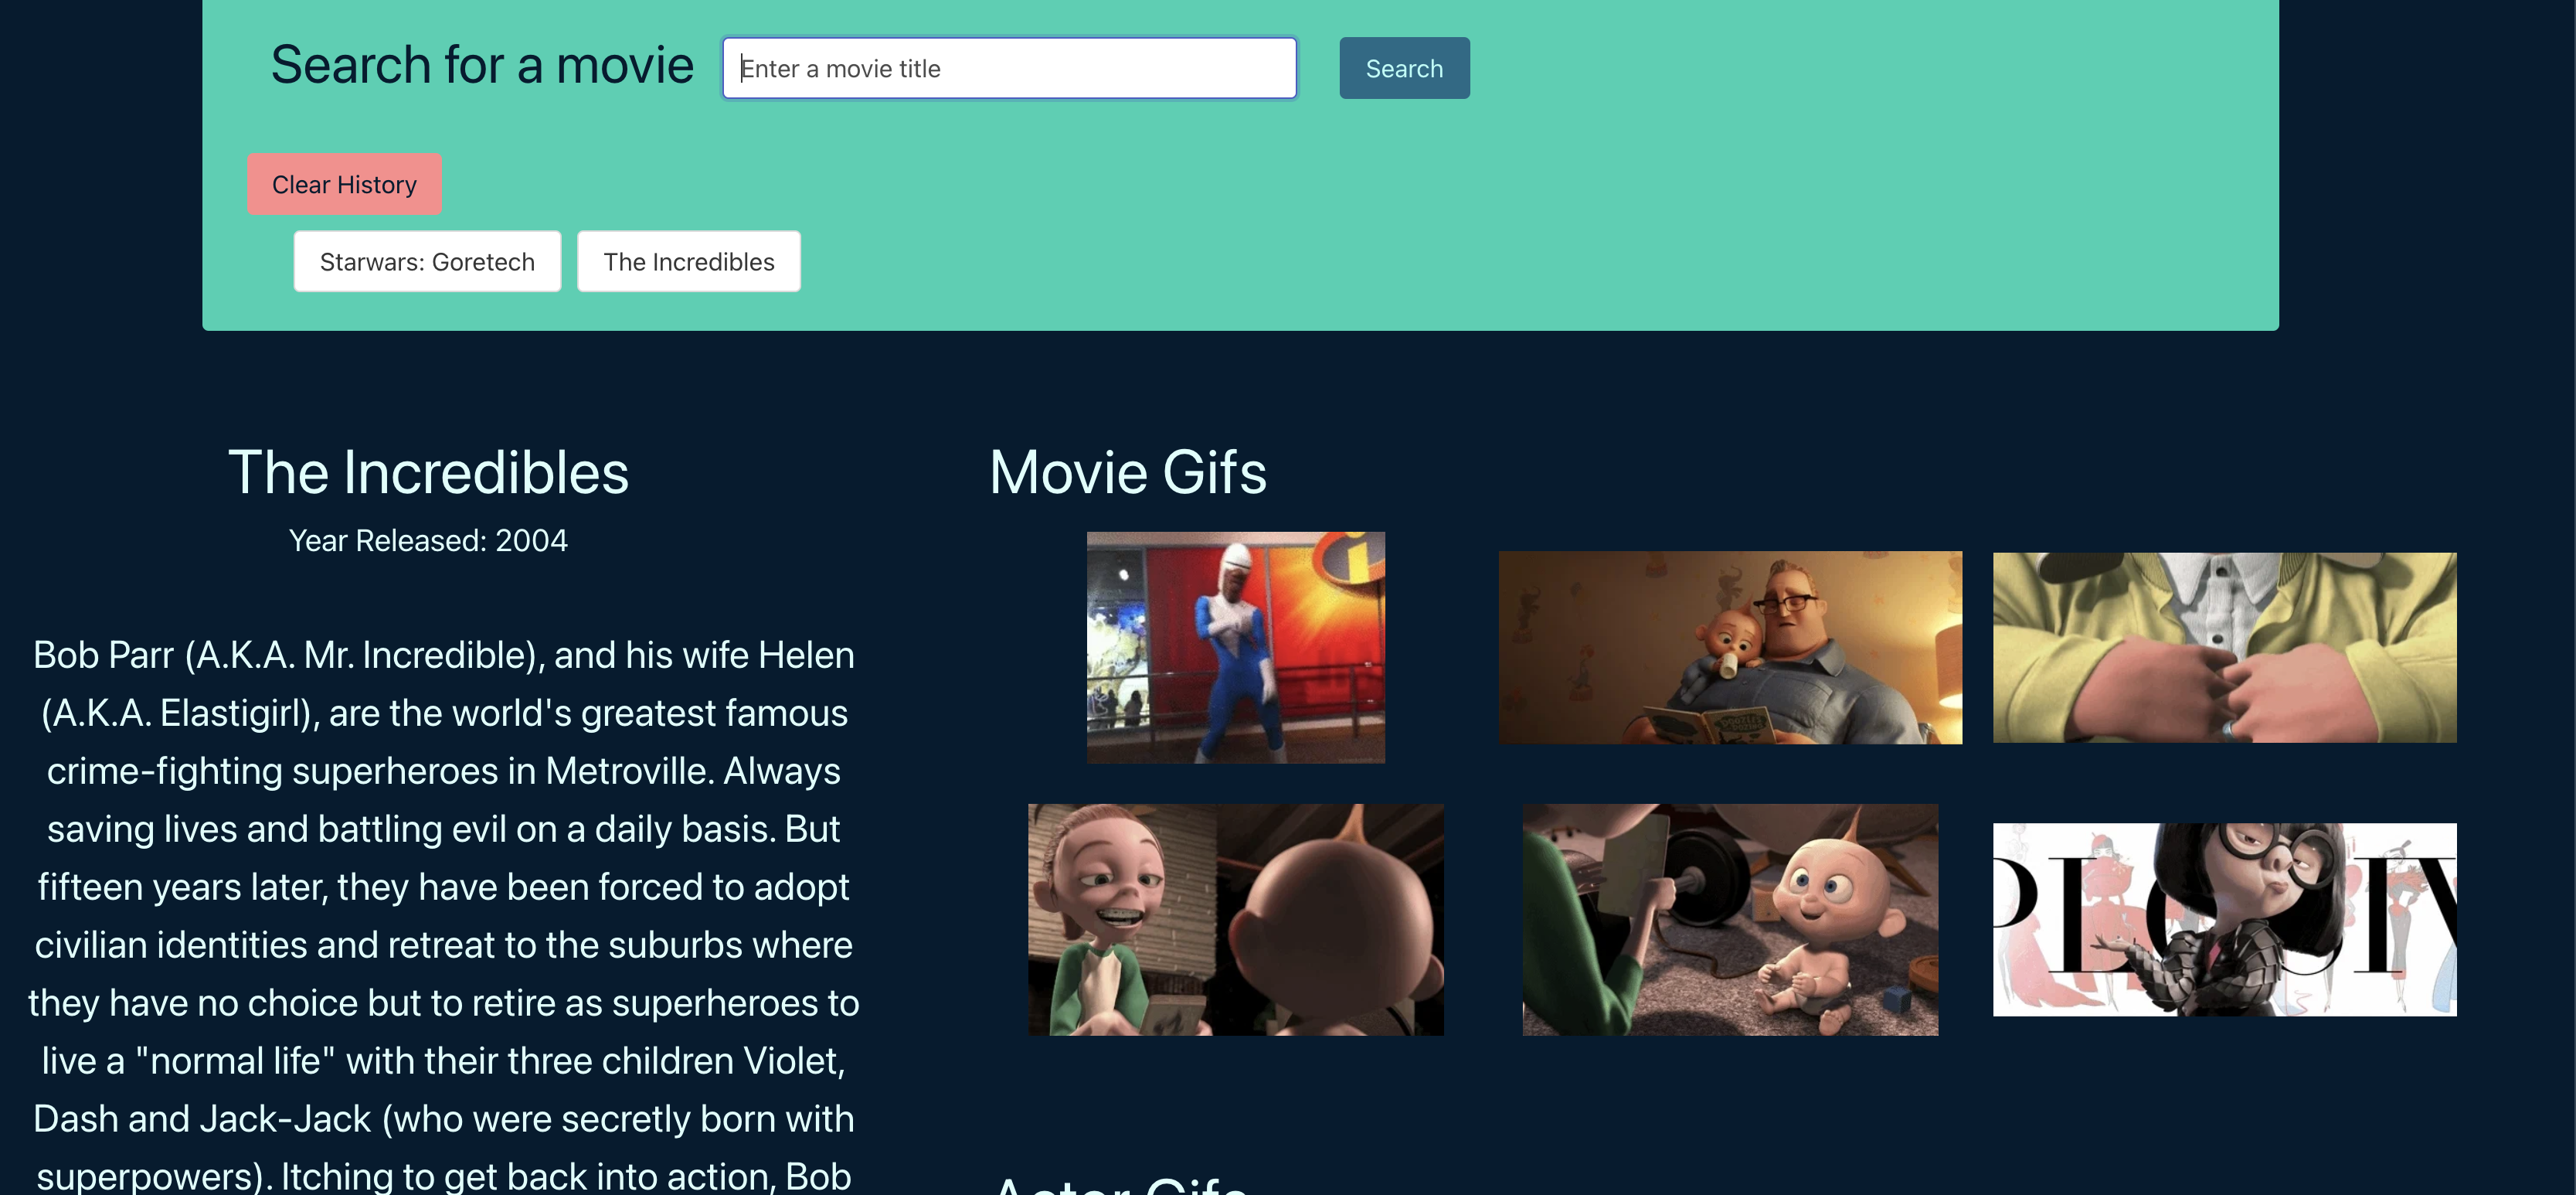 Search for a movie
Enter a movie title
Search
Clear History
Starwars: Goretech
The Incredibles
The Incredibles
Year Released: 2004
Bob Parr (A.K.A. Mr. Incredible), and his wife Helen
(A.K.A. Elastigirl), are the world's greatest famous
crime-fighting superheroes in Metroville. Always
saving lives and battling evil on a daily basis. But
fifteen years later, they have been forced to adopt
civilian identities and retreat to the suburbs where
they have no choice but to retire as superheroes to
live a "normal life" with their three children Violet,
Dash and Jack-Jack (who were secretly born with
superpowers). Itching to get back into action, Bob
Movie Gifs
Actor Gifs